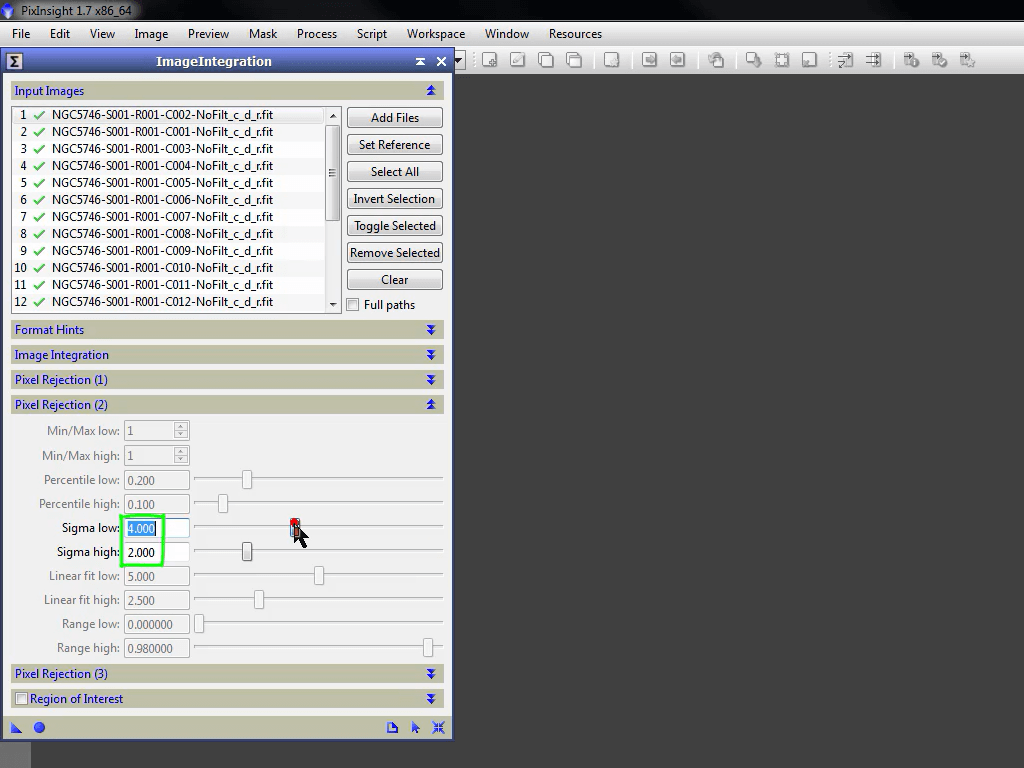 PixInsight 1.7 x86_64
File Edit View Image Preview Mask Process Script Workspace Window Resources
Σ ImageIntegration
Input Images
1 NGC5746-S001-R001-C002-NoFilt_c_d_r.fit
2 NGC5746-S001-R001-C001-NoFilt_c_d_r.fit
3 NGC5746-S001-R001-C003-NoFilt_c_d_r.fit
4 NGC5746-S001-R001-C004-NoFilt_c_d_r.fit
5 NGC5746-S001-R001-C005-NoFilt_c_d_r.fit
6 NGC5746-S001-R001-C006-NoFilt_c_d_r.fit
7 NGC5746-S001-R001-C007-NoFilt_c_d_r.fit
8 NGC5746-S001-R001-C008-NoFilt_c_d_r.fit
9 NGC5746-S001-R001-C009-NoFilt_c_d_r.fit
10 NGC5746-S001-R001-C010-NoFilt_c_d_r.fit
11 NGC5746-S001-R001-C011-NoFilt_c_d_r.fit
12 NGC5746-S001-R001-C012-NoFilt_c_d_r.fit
Add Files
Set Reference
Select All
Invert Selection
Toggle Selected
Remove Selected
Clear
Full paths
Format Hints
Image Integration
Pixel Rejection (1)
Pixel Rejection (2)
Min/Max low: 1
Min/Max high: 1
Percentile low: 0.200
Percentile high: 0.100
Sigma low: 4.000
Sigma high: 2.000
Linear fit low: 5.000
Linear fit high: 2.500
Range low: 0.000000
Range high: 0.980000
Pixel Rejection (3)
Region of Interest